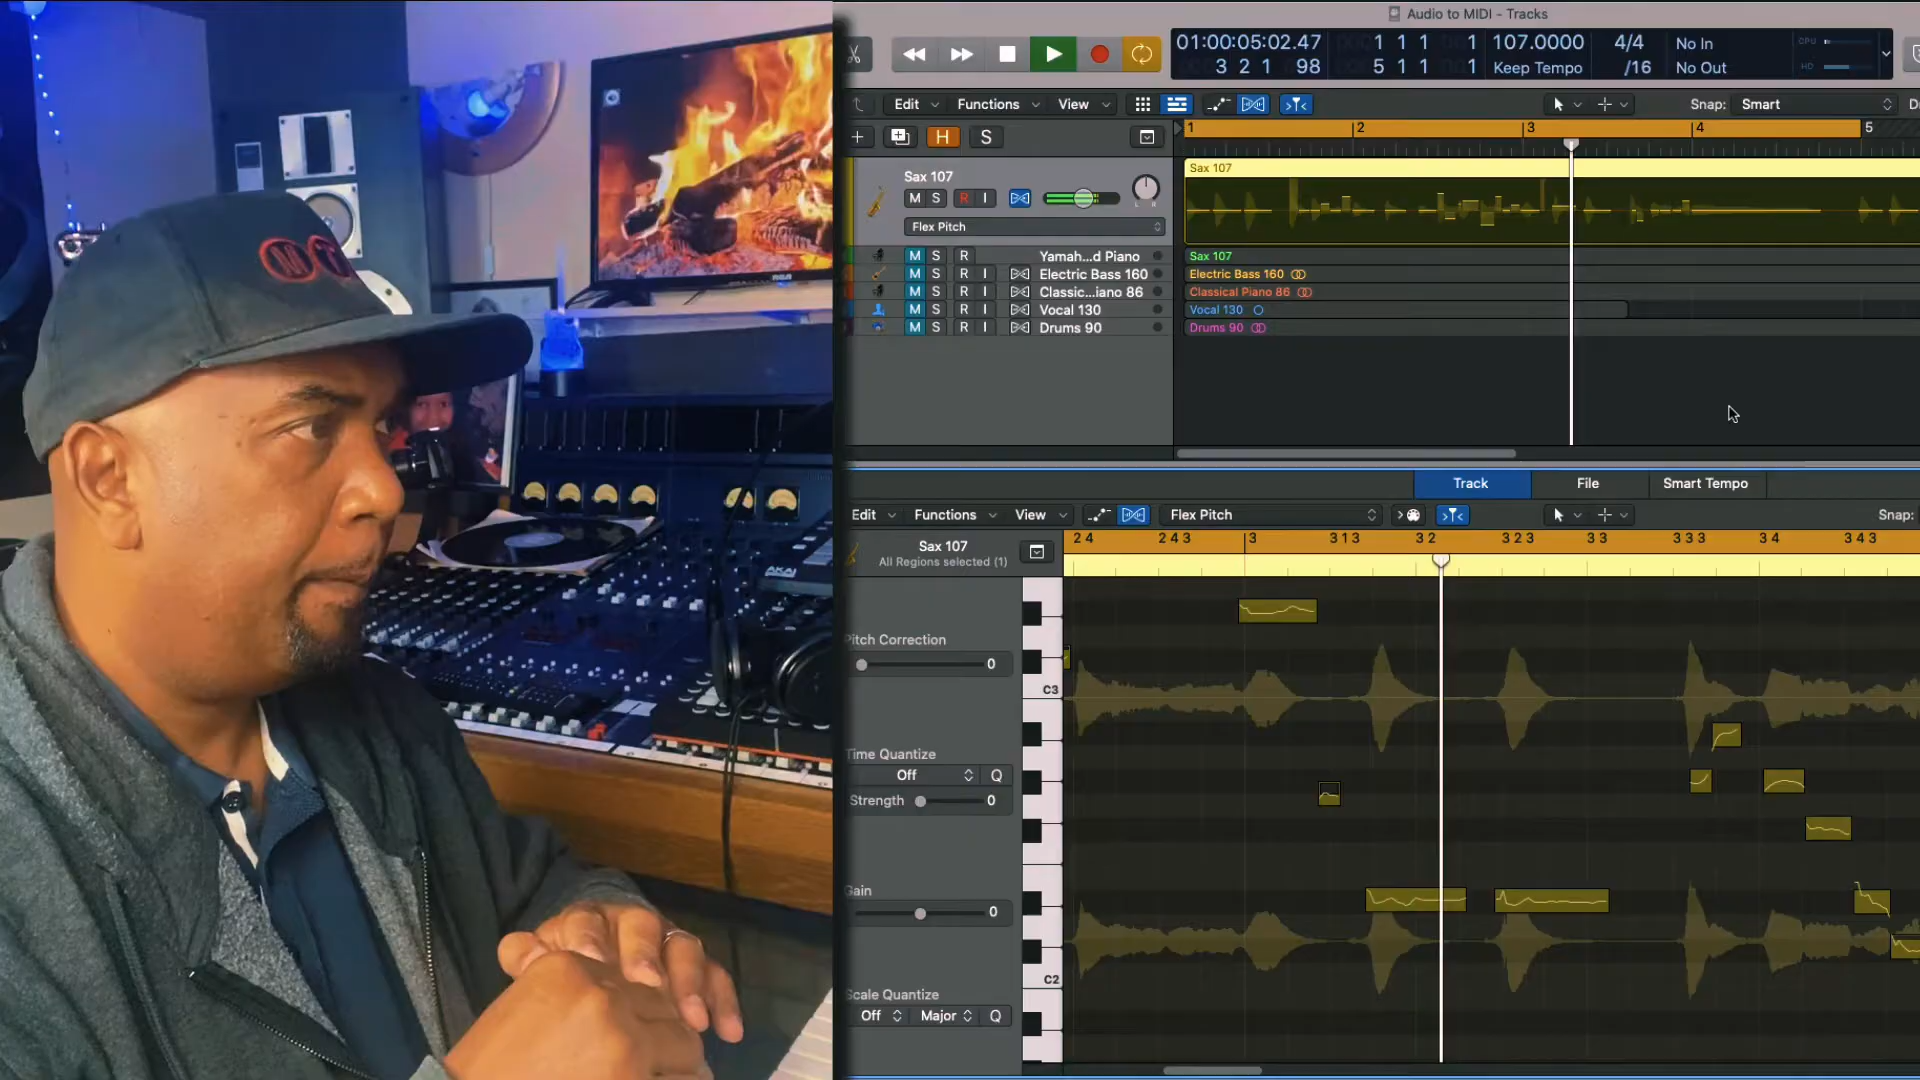 Audio to MIDI - Tracks
01:00:05:02.47
3 2 1 98
1 1 1 1
5 1 1 1
107.0000
Keep Tempo
4/4
/16
No In
No Out
CPU
HD
Edit Functions View
Snap: Smart
H S
1 2 3 4 5
Sax 107
M S R I
L R
Flex Pitch
Sax 107
M S R Yamah...d Piano
M S R I Electric Bass 160
M S R I Classic...iano 86
M S R I Vocal 130
M S R I Drums 90
Sax 107
Electric Bass 160
Classical Piano 86
Vocal 130
Drums 90
Track File Smart Tempo
Edit Functions View Flex Pitch Snap:
2 4 2 4 3 3 3 1 3 3 2 3 2 3 3 3 3 3 3 3 4 3 4 3
Sax 107
All Regions selected (1)
Pitch Correction
0
C3
Time Quantize
Off Q
Strength 0
Gain
0
C2
Scale Quantize
Off Major Q
M
RCA
AKAI